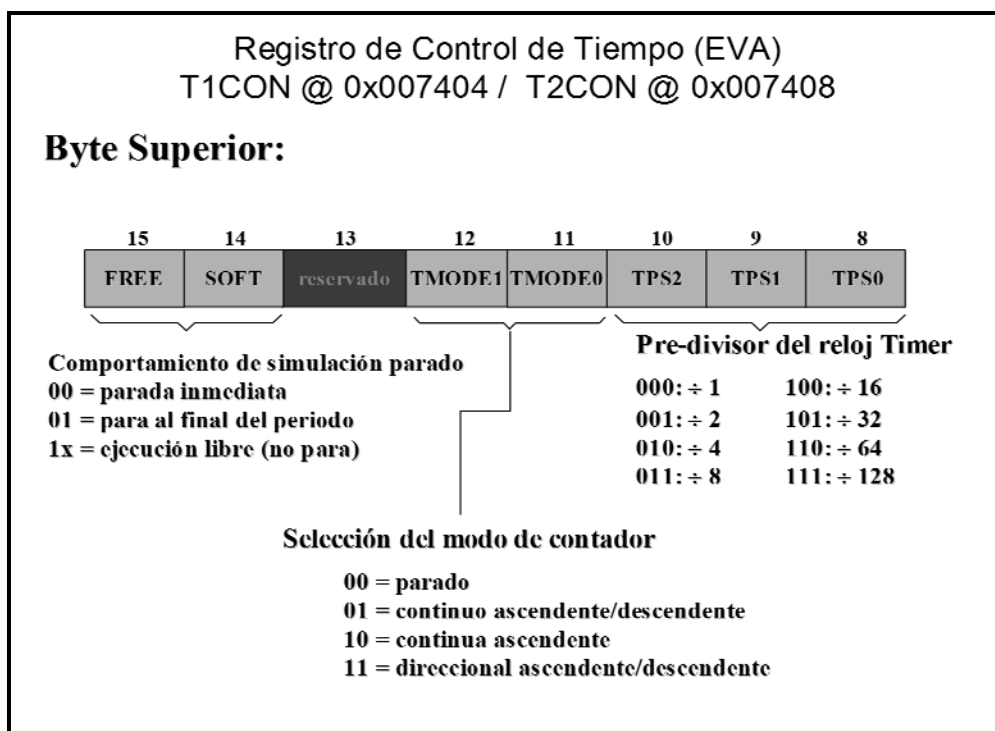 Registro de Control de Tiempo (EVA)
T1CON @ 0x007404 / T2CON @ 0x007408
Byte Superior:
15 14 13 12 11 10 9 8
FREE SOFT reservado TMODE1 TMODE0 TPS2 TPS1 TPS0
Comportamiento de simulación parado
00 = parada inmediata
01 = para al final del periodo
1x = ejecución libre (no para)
Pre-divisor del reloj Timer
000: ÷ 1 100: ÷ 16
001: ÷ 2 101: ÷ 32
010: ÷ 4 110: ÷ 64
011: ÷ 8 111: ÷ 128
Selección del modo de contador
00 = parado
01 = continuo ascendente/descendente
10 = continua ascendente
11 = direccional ascendente/descendente